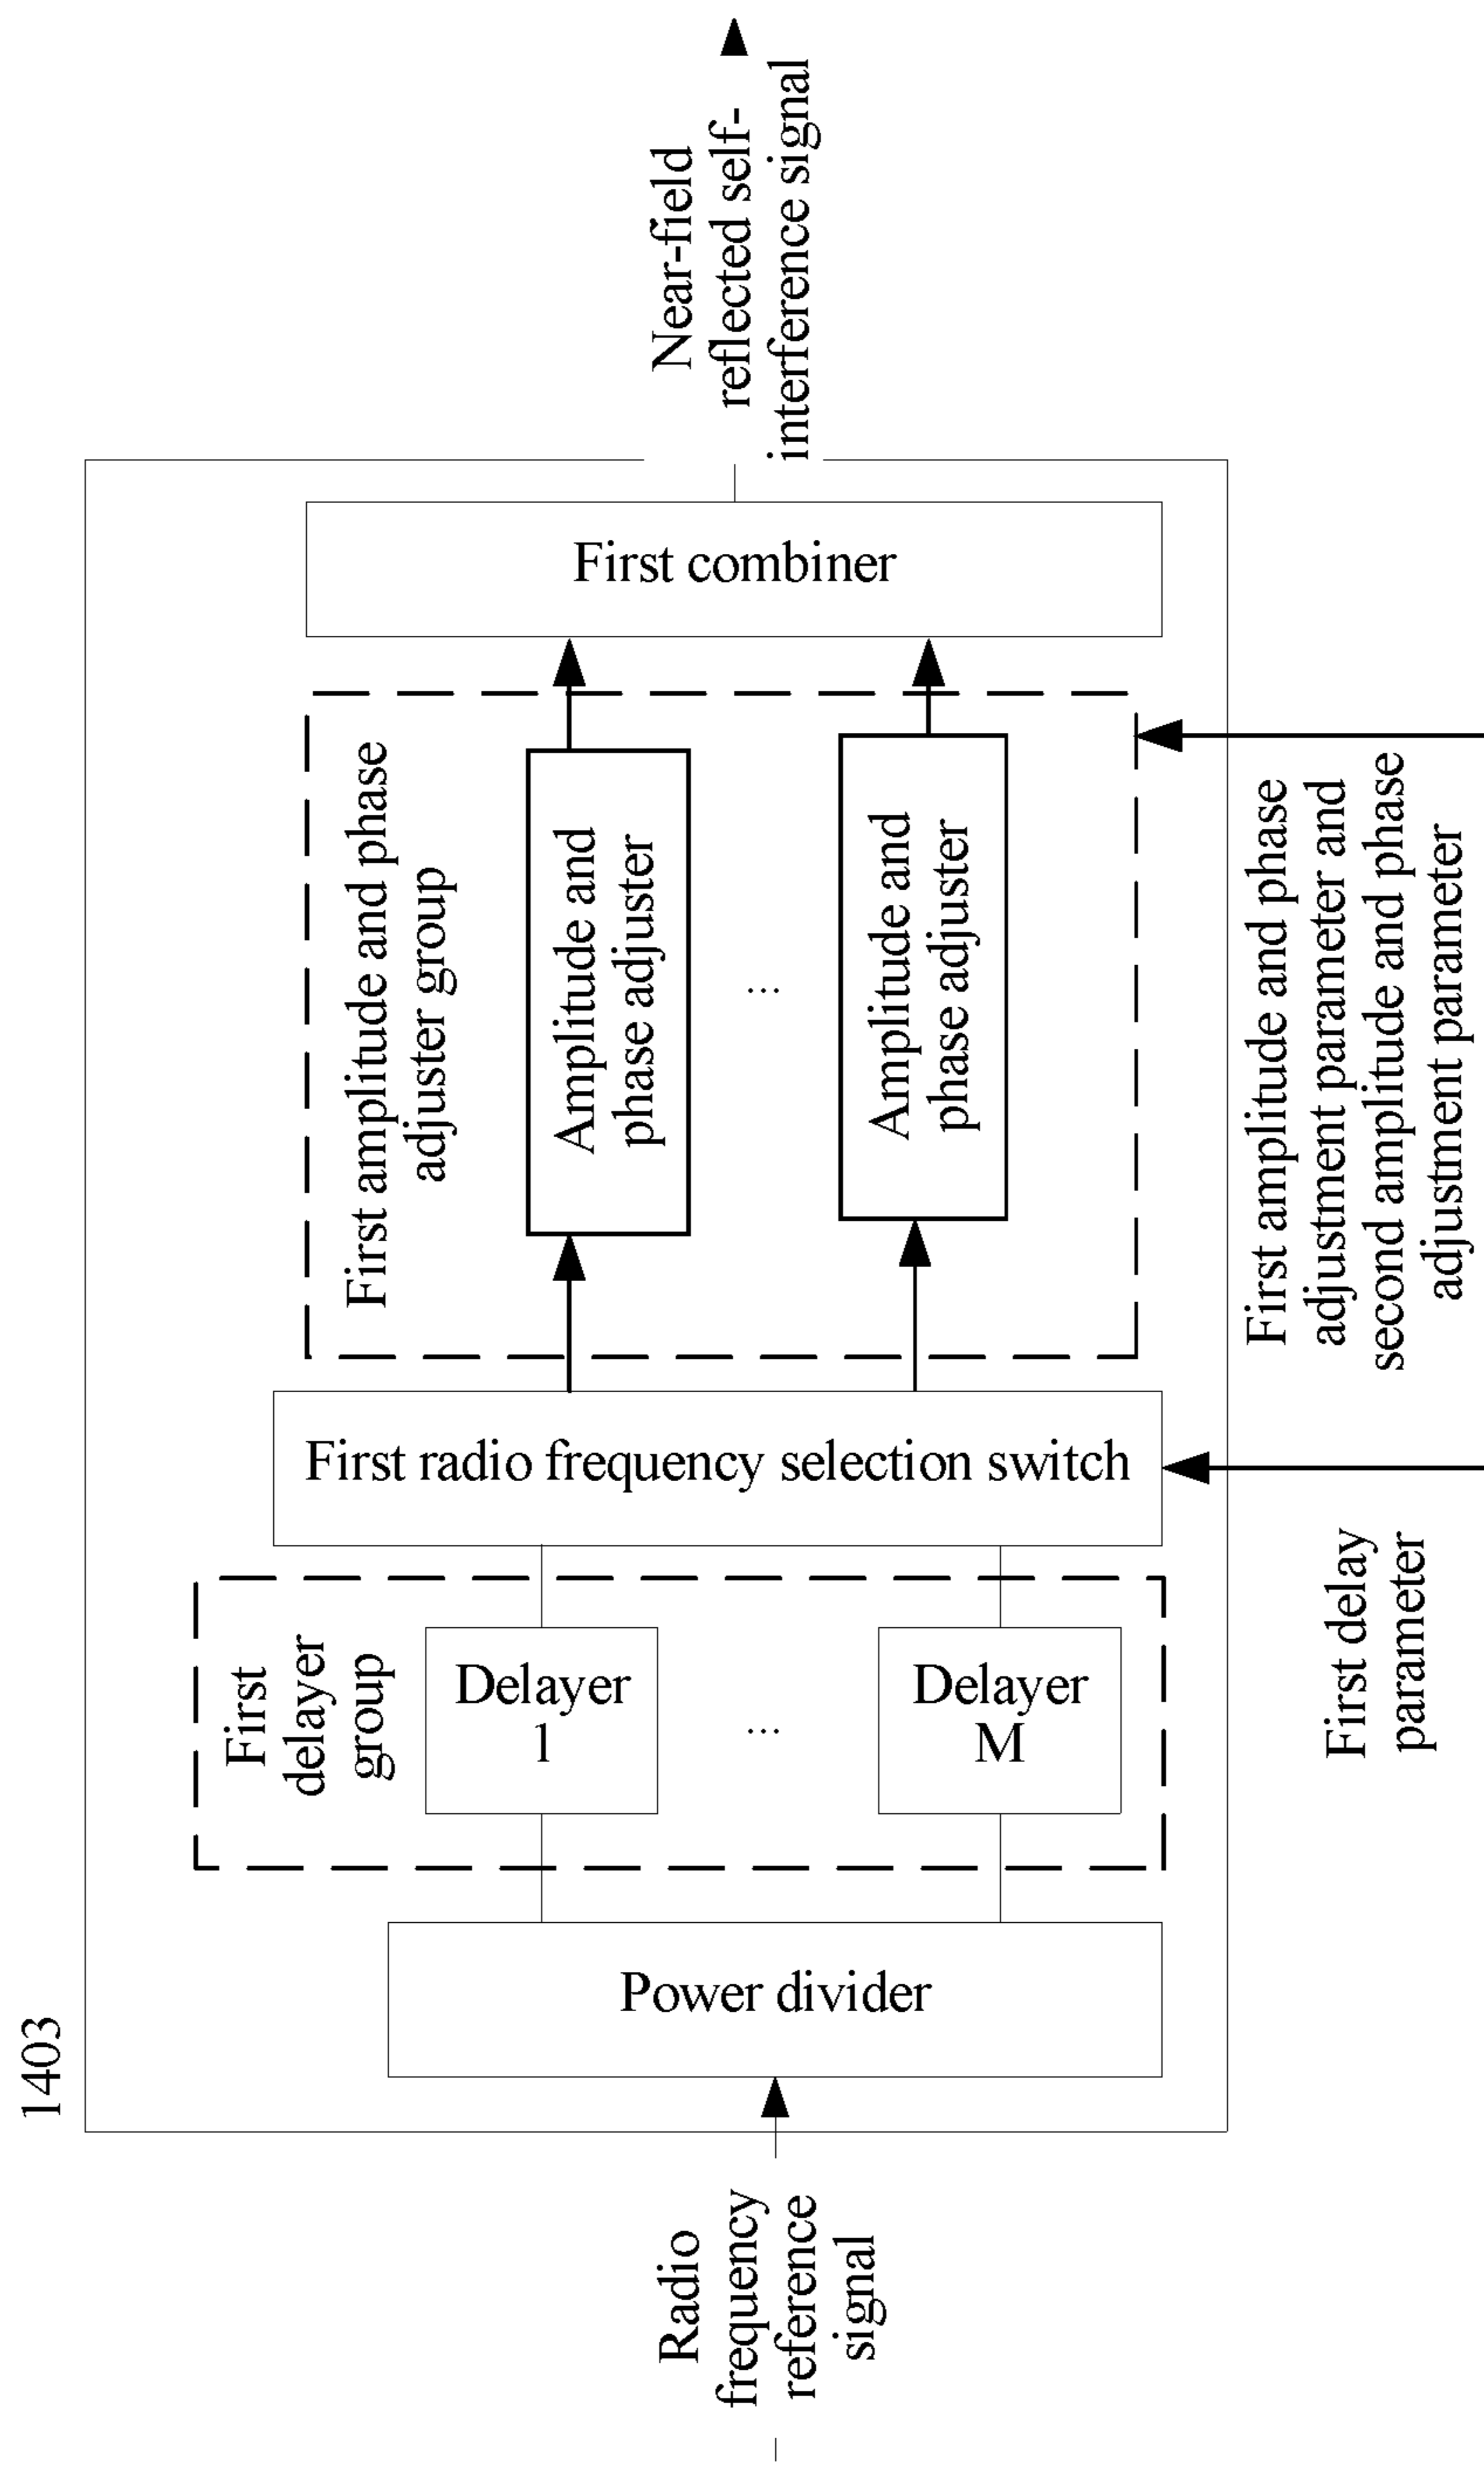 1403
Radio
frequency
reference
signal
Power divider
First
delayer
group
Delayer
1
...
Delayer
M
First radio frequency selection switch
First delay
parameter
First amplitude and phase
adjuster group
Amplitude and
phase adjuster
...
Amplitude and
phase adjuster
First amplitude and phase
adjustment parameter and
second amplitude and phase
adjustment parameter
First combiner
Near-field
reflected self-
interference signal